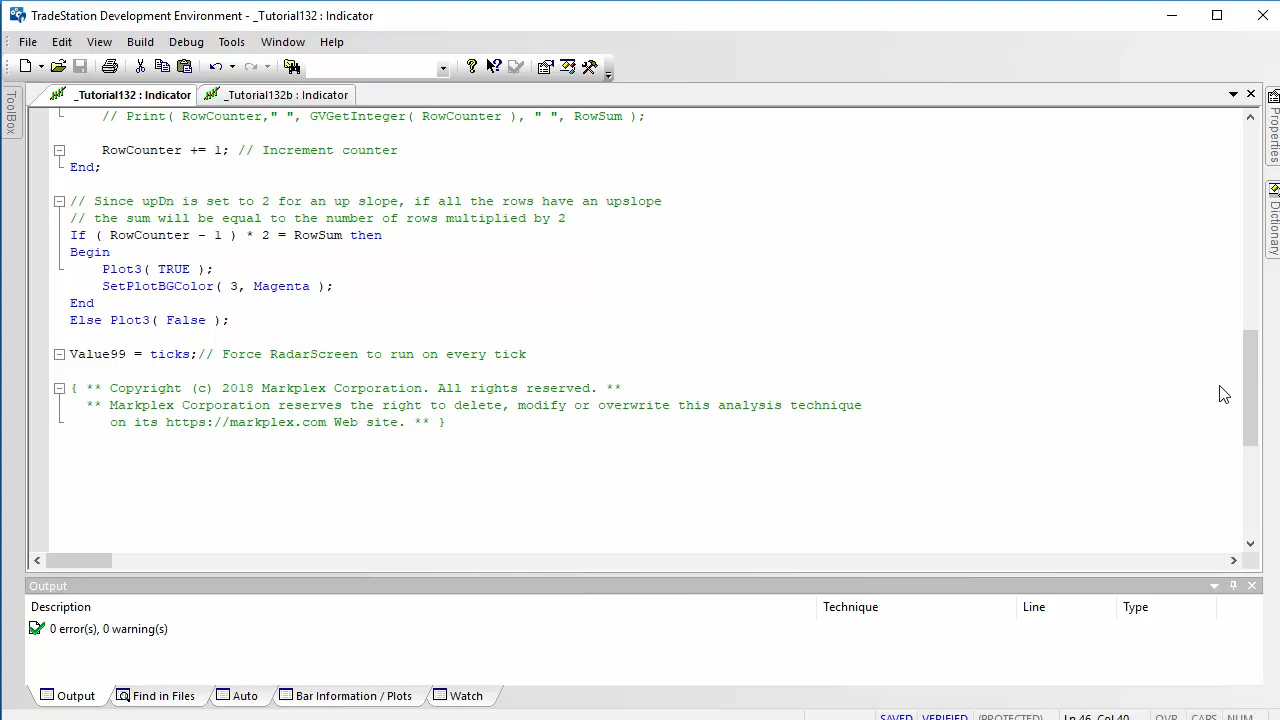 TradeStation Development Environment - _Tutorial132 : Indicator
File Edit View Build Debug Tools Window Help
_Tutorial132 : Indicator _Tutorial132b : Indicator
ToolBox
Properties
Dictionary
// Print( RowCounter," ", GVGetInteger( RowCounter ), " ", RowSum );
RowCounter += 1; // Increment counter
End;
// Since upDn is set to 2 for an up slope, if all the rows have an upslope
// the sum will be equal to the number of rows multiplied by 2
If ( RowCounter - 1 ) * 2 = RowSum then
Begin
Plot3( TRUE );
SetPlotBGColor( 3, Magenta );
End
Else Plot3( False );
Value99 = ticks;// Force RadarScreen to run on every tick
{ ** Copyright (c) 2018 Markplex Corporation. All rights reserved. **
** Markplex Corporation reserves the right to delete, modify or overwrite this analysis technique
on its https://markplex.com Web site. ** }
Output
Description Technique Line Type
0 error(s), 0 warning(s)
Output Find in Files Auto Bar Information / Plots Watch
SAVED VERIFIED (PROTECTED) Ln 46, Col 40 OVR CAPS NUM